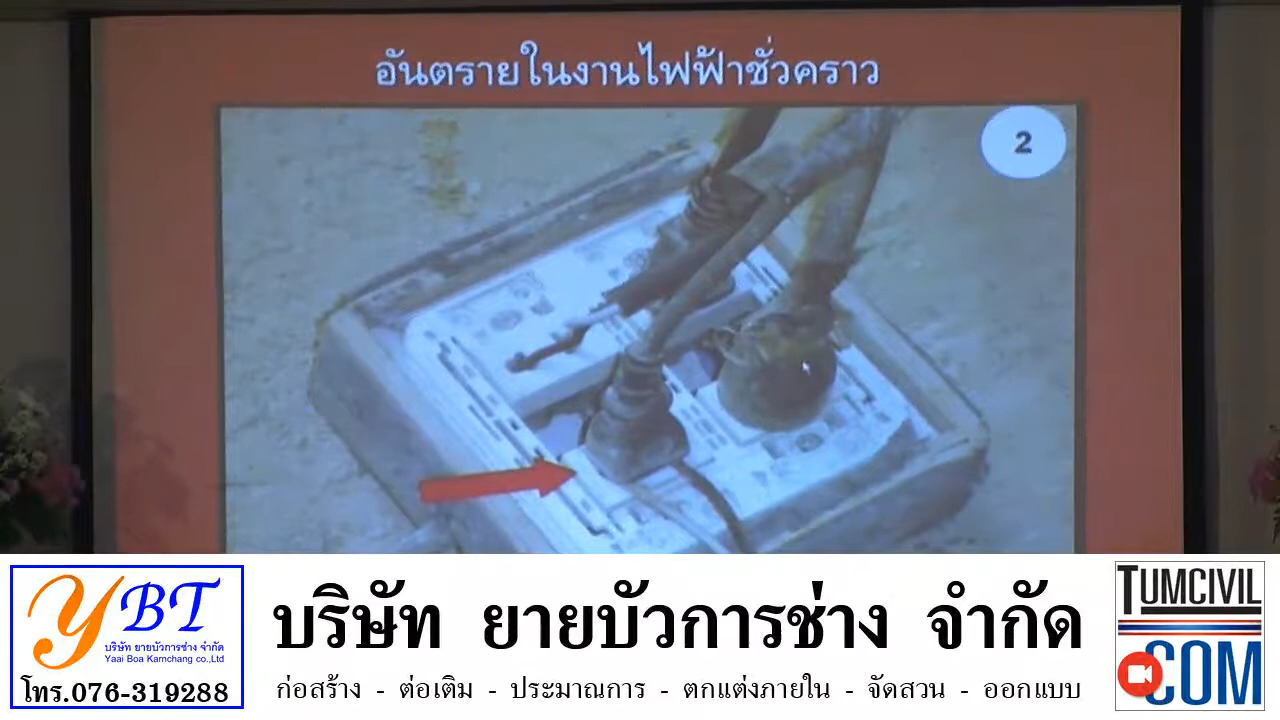 อันตรายในงานไฟฟ้าชั่วคราว
2
YBT
บริษัท ยายบัวการช่าง จำกัด
Yaai Boa Kamchang co.,Ltd
โทร.076-319288
บริษัท ยายบัวการช่าง จำกัด
ก่อสร้าง - ต่อเติม - ประมาณการ - ตกแต่งภายใน - จัดสวน - ออกแบบ
TUMCIVIL
.COM